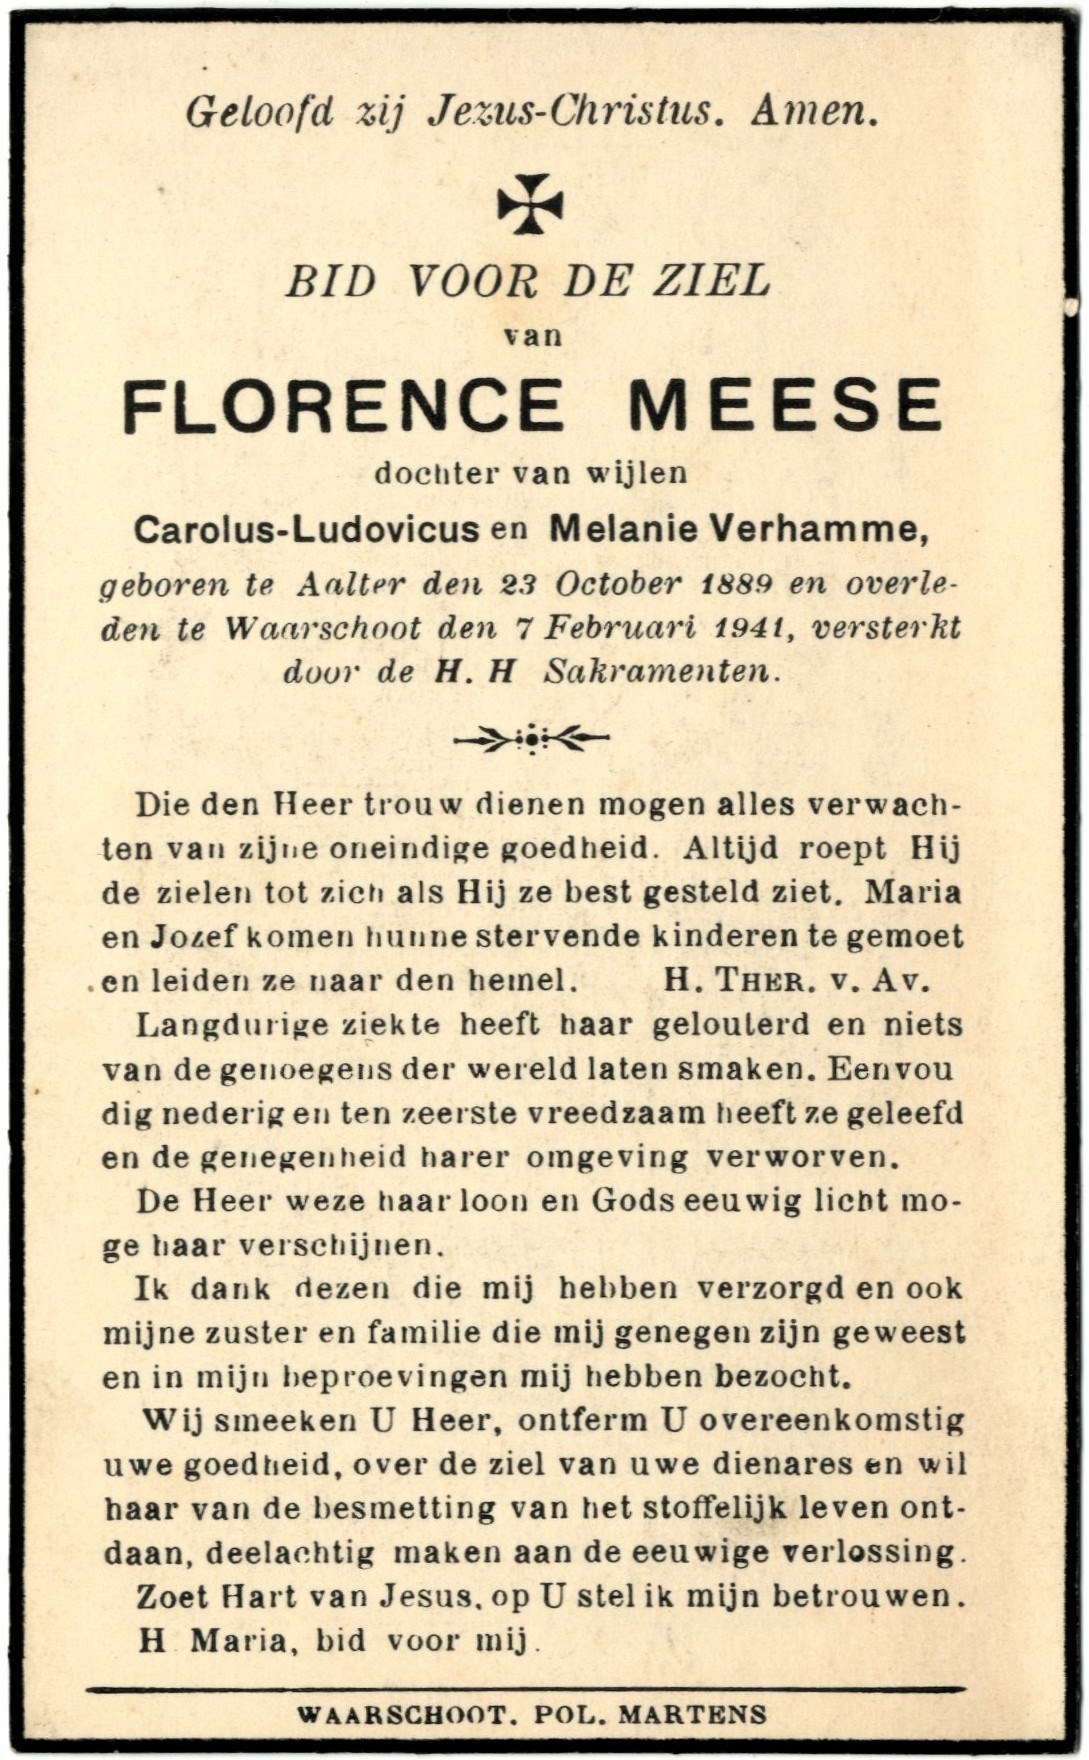 Geloofd zij Jezus-Christus. Amen.
BID VOOR DE ZIEL
van
FLORENCE MEESE
dochter van wijlen
Carolus-Ludovicus en Melanie Verhamme,
geboren te Aalter den 23 October 1889 en overle-
den te Waarschoot den 7 Februari 1941, versterkt
door de H. H Sakramenten.
Die den Heer trouw dienen mogen alles verwach-
ten van zijne oneindige goedheid. Altijd roept Hij
de zielen tot zich als Hij ze best gesteld ziet. Maria
en Jozef komen hunne stervende kinderen te gemoet
en leiden ze naar den hemel. H. THER. v. Av.
Langdurige ziekte heeft haar gelouterd en niets
van de genoegens der wereld laten smaken. Eenvou
dig nederig en ten zeerste vreedzaam heeft ze geleefd
en de genegenheid harer omgeving verworven.
De Heer weze haar loon en Gods eeuwig licht mo-
ge haar verschijnen.
Ik dank dezen die mij hebben verzorgd en ook
mijne zuster en familie die mij genegen zijn geweest
en in mijn beproevingen mij hebben bezocht.
Wij smeeken U Heer, ontferm U overeenkomstig
uwe goedheid, over de ziel van uwe dienares en wil
haar van de besmetting van het stoffelijk leven ont-
daan, deelachtig maken aan de eeuwige verlossing.
Zoet Hart van Jesus, op U stel ik mijn betrouwen.
H Maria, bid voor mij.
WAARSCHOOT. POL. MARTENS